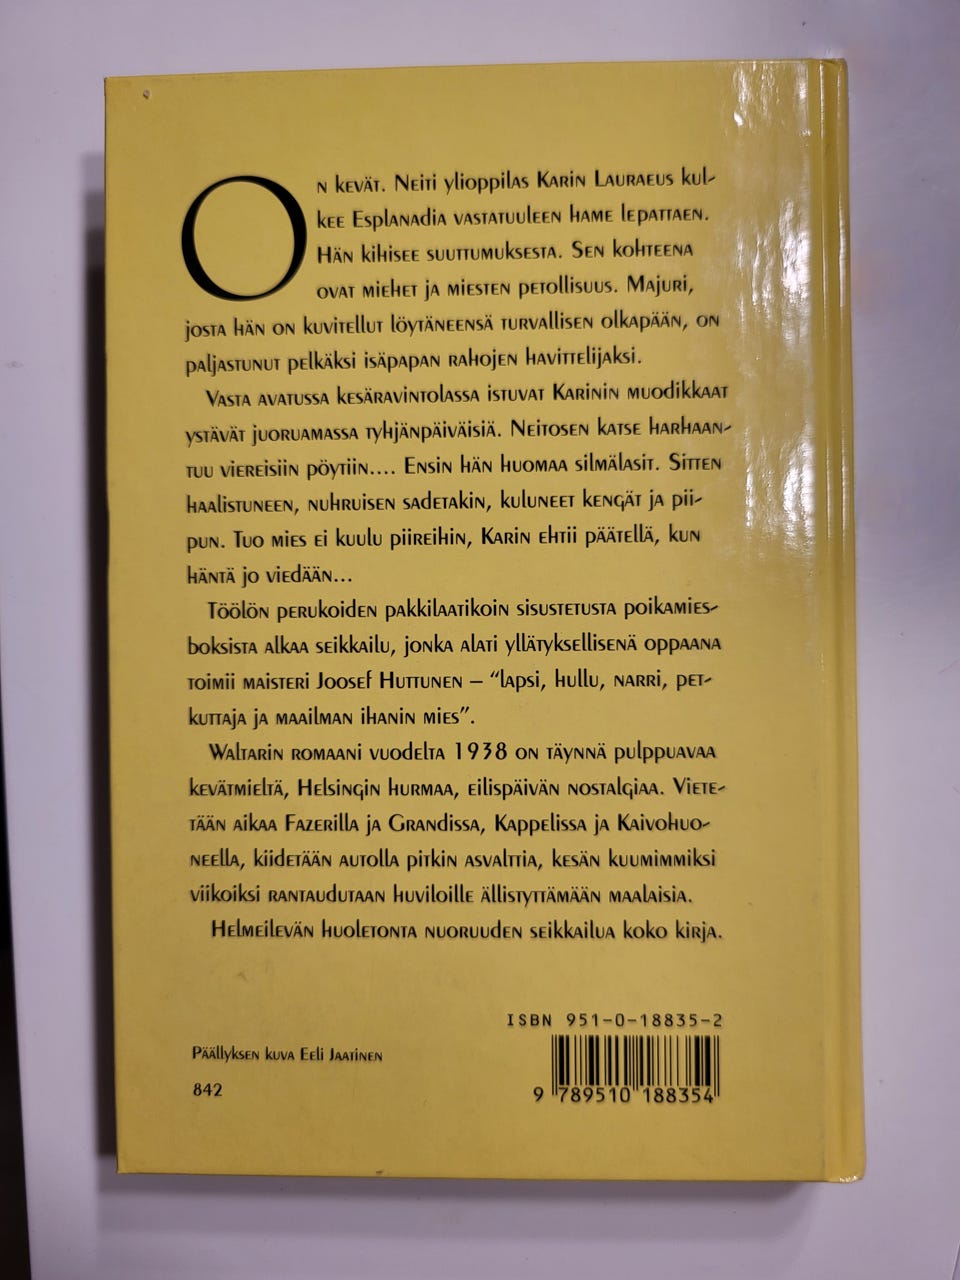 On kevät. Neiti ylioppilas Karin Lauraeus kul-
kee Esplanadia vastatuuleen hame lepattaen.
Hän kihisee suuttumuksesta. Sen kohteena
ovat miehet ja miesten petollisuus. Majuri,
josta hän on kuvitellut löytäneensä turvallisen olkapään, on
paljastunut pelkäksi isäpapan rahojen havittelijaksi.
Vasta avatussa kesäravintolassa istuvat Karinin muodikkaat
ystävät juoruamassa tyhjänpäiväisiä. Neitosen katse harhaan-
tuu viereisiin pöytiin.... Ensin hän huomaa silmälasit. Sitten
haalistuneen, nuhruisen sadetakin, kuluneet kengät ja pii-
pun. Tuo mies ei kuulu piireihin, Karin ehtii päätellä, kun
häntä jo viedään...
Töölön perukoiden pakkilaatikoin sisustetusta poikamies-
boksista alkaa seikkailu, jonka alati yllätyksellisenä oppaana
toimii maisteri Joosef Huttunen – "lapsi, hullu, narri, pet-
kuttaja ja maailman ihanin mies".
Waltarin romaani vuodelta 1938 on täynnä pulppuavaa
kevätmieltä, Helsingin hurmaa, eilispäivän nostalgiaa. Viete-
tään aikaa Fazerilla ja Grandissa, Kappelissa ja Kaivohuo-
neella, kiidetään autolla pitkin asvalttia, kesän kuumimmiksi
viikoiksi rantaudutaan huviloille ällistyttämään maalaisia.
Helmeilevän huoletonta nuoruuden seikkailua koko kirja.
ISBN 951-0-18835-2
Päällyksen kuva Eeli Jaatinen
842
9 789510 188354